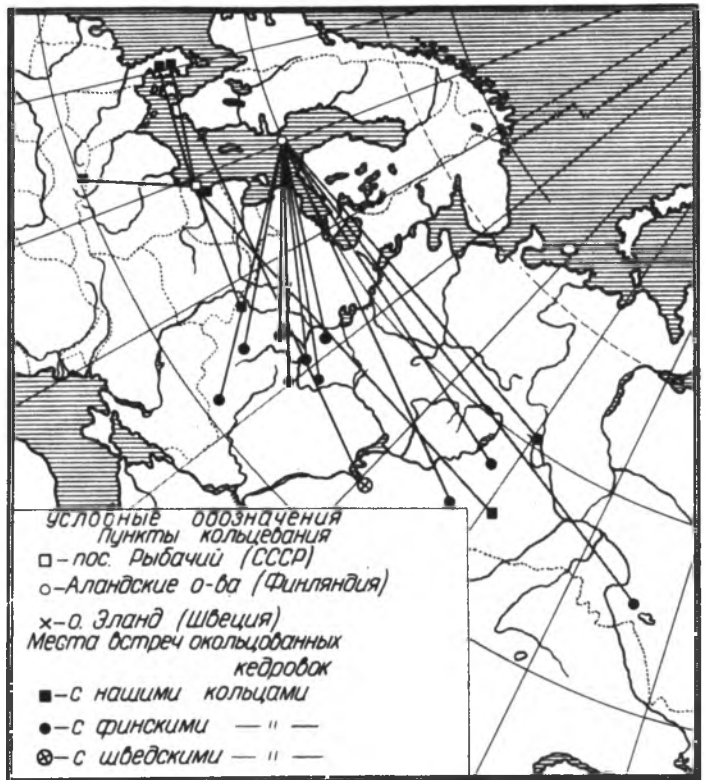 условные обозначения
Пункты кольцевания
□ – пос. Рыбачий (СССР)
○ – Аландские о-ва (Финляндия)
× – о. Эланд (Швеция)
Места встреч окольцованных
кедровок
■ – с нашими кольцами
● – с финскими — " —
⊗ – с шведскими — " —